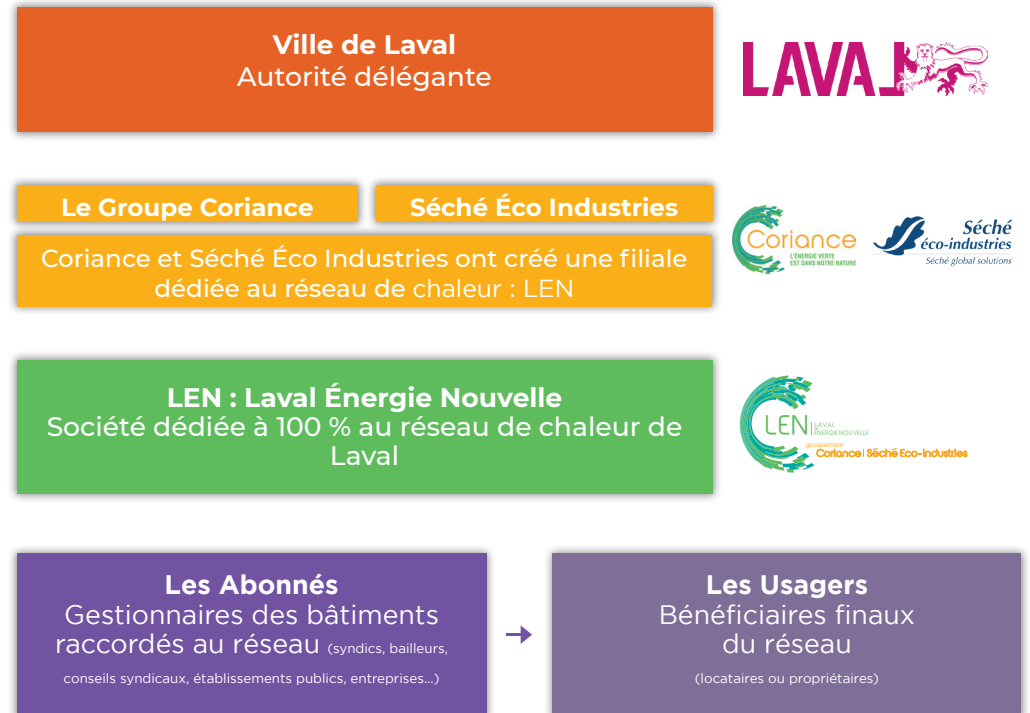 Ville de Laval
Autorité délégante
LAVAL
Le Groupe Coriance
Séché Éco Industries
Coriance et Séché Éco Industries ont créé une filiale
dédiée au réseau de chaleur : LEN
Coriance
L'ÉNERGIE VERTE
EST DANS NOTRE NATURE
Séché
éco-industries
Séché global solutions
LEN : Laval Énergie Nouvelle
Société dédiée à 100 % au réseau de chaleur de
Laval
LEN
LAVAL
ÉNERGIE NOUVELLE
groupement
Coriance | Séché Eco-Industries
Les Abonnés
Gestionnaires des bâtiments
raccordés au réseau (syndics, bailleurs,
conseils syndicaux, établissements publics, entreprises...)
Les Usagers
Bénéficiaires finaux
du réseau
(locataires ou propriétaires)